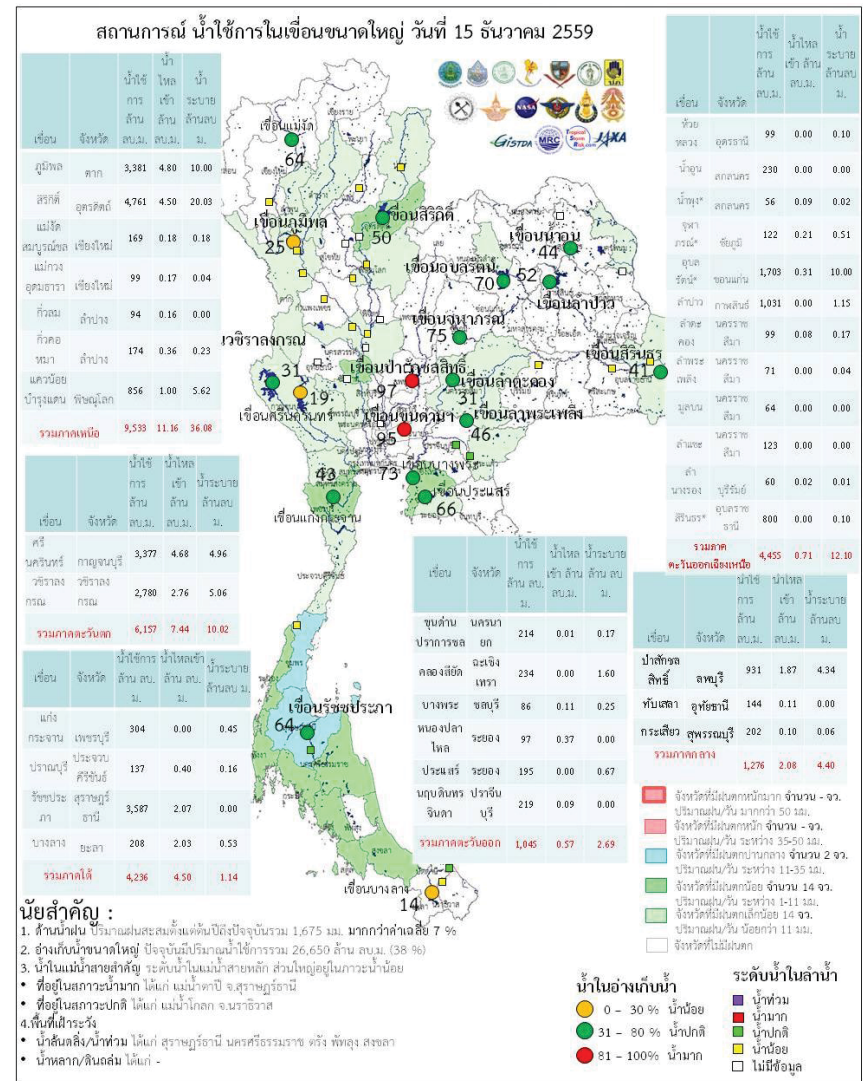 สถานการณ์ น้ำใช้การในเขื่อนขนาดใหญ่ วันที่ 15 ธันวาคม 2559
เขื่อน จังหวัด น้ำใช้การ ล้าน ลบ.ม. น้ำไหลเข้า ล้าน ลบ.ม. น้ำระบาย ล้านลบ ม.
ภูมิพล ตาก 3,381 4.80 10.00
สิริกิติ์ อุตรดิตถ์ 4,761 4.50 20.03
แม่งัดสมบูรณ์ชล เชียงใหม่ 169 0.18 0.18
แม่กวงอุดมธารา เชียงใหม่ 99 0.17 0.04
กิ่วลม ลำปาง 94 0.16 0.00
กิ่วคอหมา ลำปาง 174 0.36 0.23
แควน้อยบำรุงแดน พิษณุโลก 856 1.00 5.62
รวมภาคเหนือ 9,533 11.16 36.08
เขื่อน จังหวัด น้ำใช้การ ล้าน ลบ.ม. น้ำไหลเข้า ล้าน ลบ.ม. น้ำระบาย ล้านลบ ม.
ศรีนครินทร์ กาญจนบุรี 3,377 4.68 4.96
วชิราลงกรณ วชิราลงกรณ 2,780 2.76 5.06
รวมภาคตะวันตก 6,157 7.44 10.02
เขื่อน จังหวัด น้ำใช้การ ล้าน ลบ. ม. น้ำไหลเข้า ล้าน ลบ.ม. น้ำระบาย ล้านลบ ม.
แก่งกระจาน เพชรบุรี 304 0.00 0.45
ปราณบุรี ประจวบคีรีขันธ์ 137 0.40 0.16
รัชชประภา สุราษฎร์ธานี 3,587 2.07 0.00
บางลาง ยะลา 208 2.03 0.53
รวมภาคใต้ 4,236 4.50 1.14
GISTDA MRC Tropical Storm Risk.com JAXA
NASA
เขื่อนแม่งัด
64
เขื่อนสิริกิติ์
50
เขื่อนภูมิพล
25
เขื่อนน้ำอูน
44
เขื่อนอุบลรัตน์
70
52
เขื่อนลำปาว
เขื่อนจุฬาภรณ์
75
วชิราลงกรณ์
31
เขื่อนป่าสักชลสิทธิ์
97
เขื่อนสิรินธร
41
19
เขื่อนศรีนครินทร์
เขื่อนลำตะคอง
31
เขื่อนขุนด่านฯ
95
เขื่อนลำพระเพลิง
46
43
เขื่อนแก่งกระจาน
73
เขื่อนบางพระ
เขื่อนประแสร์
66
เขื่อนรัชชประภา
64
เขื่อนบางลาง
14
เขื่อน จังหวัด น้ำใช้การ ล้าน ลบ.ม. น้ำไหลเข้า ล้าน ลบ.ม. น้ำระบาย ล้านลบ ม.
ห้วยหลวง อุดรธานี 99 0.00 0.10
น้ำอูน สกลนคร 230 0.00 0.00
น้ำพุง* สกลนคร 56 0.09 0.02
จุฬาภรณ์* ชัยภูมิ 122 0.21 0.51
อุบลรัตน์* ขอนแก่น 1,703 0.31 10.00
ลำปาว กาฬสินธุ์ 1,031 0.00 1.15
ลำตะคอง นครราชสีมา 99 0.08 0.17
ลำพระเพลิง นครราชสีมา 71 0.00 0.04
มูลบน นครราชสีมา 64 0.00 0.00
ลำแชะ นครราชสีมา 123 0.00 0.00
ลำนางรอง บุรีรัมย์ 60 0.02 0.01
สิรินธร* อุบลราชธานี 800 0.00 0.10
รวมภาคตะวันออกเฉียงเหนือ 4,455 0.71 12.10
เขื่อน จังหวัด น้ำใช้การ ล้าน ลบ. ม. น้ำไหลเข้า ล้าน ลบ.ม. น้ำระบาย ล้าน ลบ ม.
ขุนด่านปราการชล นครนายก 214 0.01 0.17
คลองสียัด ฉะเชิงเทรา 234 0.00 1.60
บางพระ ชลบุรี 86 0.11 0.25
หนองปลาไหล ระยอง 97 0.37 0.00
ประแสร์ ระยอง 195 0.00 0.67
นฤบดินทรจินดา ปราจีนบุรี 219 0.09 0.00
รวมภาคตะวันออก 1,045 0.57 2.69
เขื่อน จังหวัด น้ำใช้การ ล้าน ลบ.ม. น้ำไหลเข้า ล้าน ลบ.ม. น้ำระบาย ล้านลบ ม.
ป่าสักชลสิทธิ์ ลพบุรี 931 1.87 4.34
ทับเสลา อุทัยธานี 144 0.11 0.00
กระเสียว สุพรรณบุรี 202 0.10 0.06
รวมภาคกลาง 1,276 2.08 4.40
จังหวัดที่มีฝนตกหนักมาก จำนวน - จว.
ปริมาณฝน/วัน มากกว่า 50 มม.
จังหวัดที่มีฝนตกหนัก จำนวน - จว.
ปริมาณฝน/วัน ระหว่าง 35-50 มม.
จังหวัดที่มีฝนตกปานกลาง จำนวน 2 จว.
ปริมาณฝน/วัน ระหว่าง 11-35 มม.
จังหวัดที่มีฝนตกน้อย จำนวน 14 จว.
ปริมาณฝน/วัน ระหว่าง 1-11 มม.
จังหวัดที่มีฝนตกเล็กน้อย 14 จว.
ปริมาณฝน/วัน น้อยกว่า 11 มม.
จังหวัดที่ไม่มีฝนตก
นัยสำคัญ :
1. ด้านน้ำฝน ปริมาณฝนสะสมตั้งแต่ต้นปีถึงปัจจุบันรวม 1,675 มม. มากกว่าค่าเฉลี่ย 7 %
2. อ่างเก็บน้ำขนาดใหญ่ ปัจจุบันมีปริมาณน้ำใช้การรวม 26,650 ล้าน ลบ.ม. (38 %)
3. น้ำในแม่น้ำสายสำคัญ ระดับน้ำในแม่น้ำสายหลัก ส่วนใหญ่อยู่ในภาวะน้ำน้อย
• ที่อยู่ในสภาวะน้ำมาก ได้แก่ แม่น้ำตาปี จ.สุราษฎร์ธานี
• ที่อยู่ในสภาวะปกติ ได้แก่ แม่น้ำโกลก จ.นราธิวาส
4.พื้นที่เฝ้าระวัง
• น้ำล้นตลิ่ง/น้ำท่วม ได้แก่ สุราษฎร์ธานี นครศรีธรรมราช ตรัง พัทลุง สงขลา
• น้ำหลาก/ดินถล่ม ได้แก่ -
น้ำในอ่างเก็บน้ำ
0 - 30 % น้ำน้อย
31 - 80 % น้ำปกติ
81 - 100% น้ำมาก
ระดับน้ำในลำน้ำ
น้ำท่วม
น้ำมาก
น้ำปกติ
น้ำน้อย
ไม่มีข้อมูล